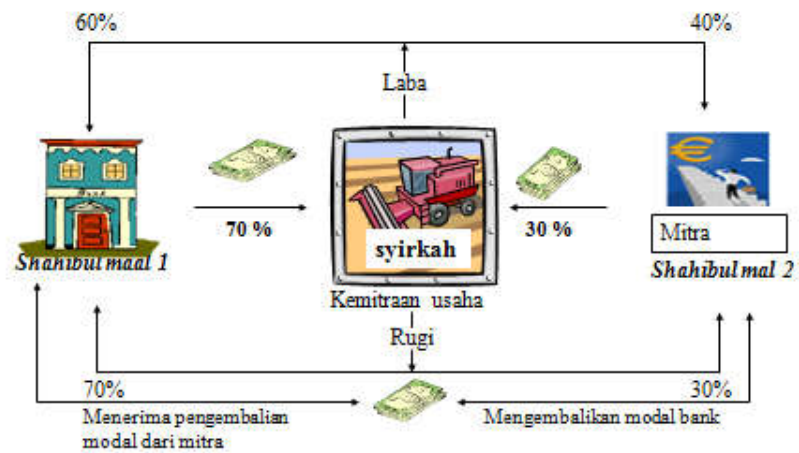 60%
40%
Laba
70 %
30 %
syirkah
Mitra
Shahibul maal 1
Shahibul mal 2
Kemitraan usaha
Rugi
70%
30%
Menerima pengembalian
modal dari mitra
Mengembalikan modal bank